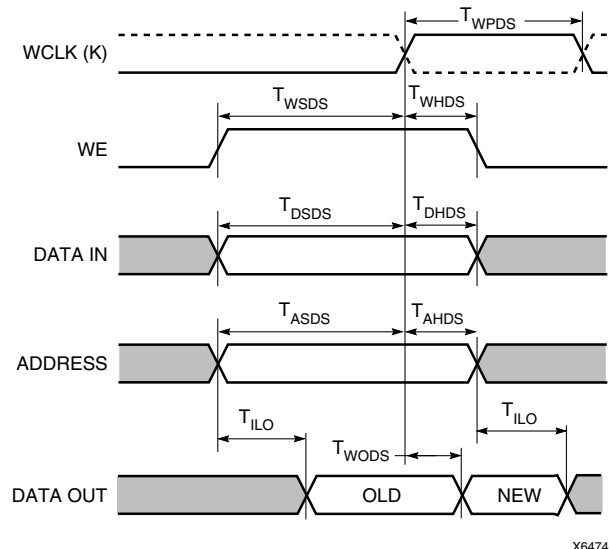 T_WPDS
WCLK (K)
T_WSDS T_WHDS
WE
T_DSDS T_DHDS
DATA IN
T_ASDS T_AHDS
ADDRESS
T_ILO T_ILO
T_WODS
DATA OUT OLD NEW
X6474